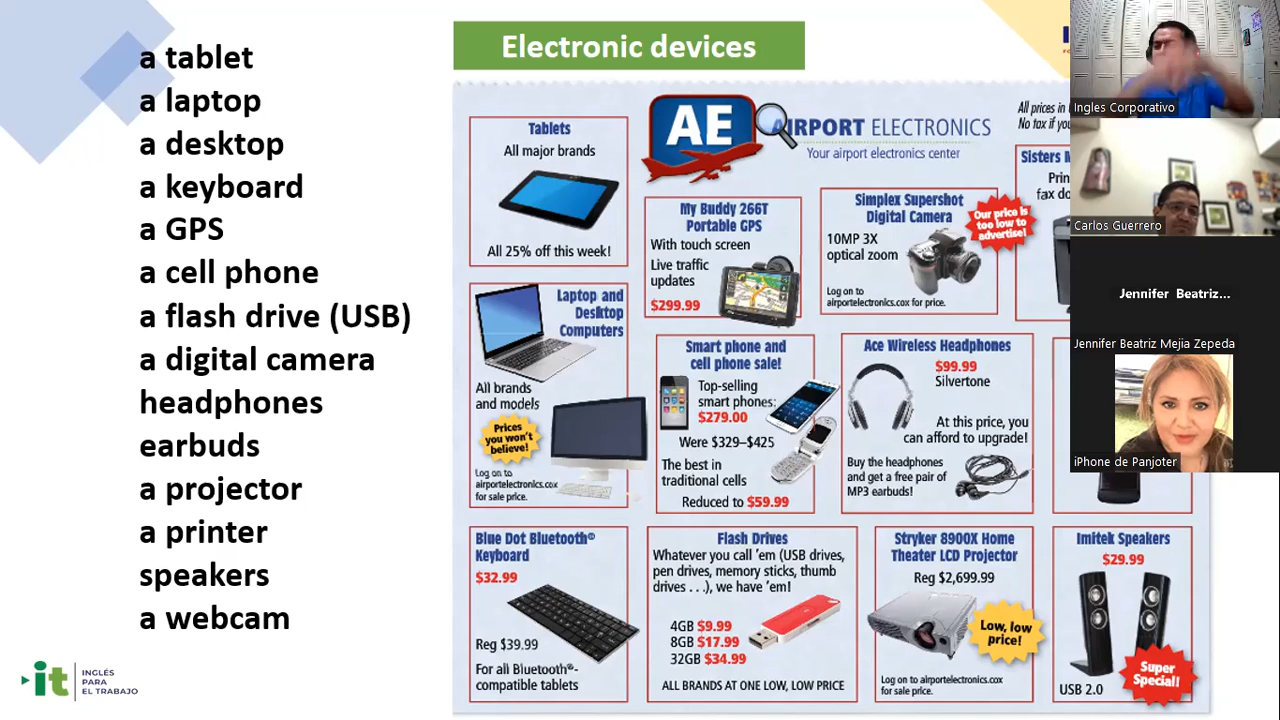 a tablet
a laptop
a desktop
a keyboard
a GPS
a cell phone
a flash drive (USB)
a digital camera
headphones
earbuds
a projector
a printer
speakers
a webcam
it
INGLÉS
PARA
EL TRABAJO
Electronic devices
AE
AIRPORT ELECTRONICS
Your airport electronics center
All prices in
No tax if you
Tablets
All major brands
All 25% off this week!
My Buddy 266T
Portable GPS
With touch screen
Live traffic
updates
$299.99
Simplex Supershot
Digital Camera
10MP 3X
optical zoom
Log on to
airportelectronics.cox for price.
Our price is
too low to
advertise!
Sisters
Prin
fax do
Laptop and
Desktop
Computers
All brands
and models
Prices
you won't
believe!
Log on to
airportelectronics.cox
for sale price.
Smart phone and
cell phone sale!
Top-selling
smart phones:
$279.00
Were $329–$425
The best in
traditional cells
Reduced to $59.99
Ace Wireless Headphones
$99.99
Silvertone
At this price, you
can afford to upgrade!
Buy the headphones
and get a free pair of
MP3 earbuds!
Blue Dot Bluetooth®
Keyboard
$32.99
Reg $39.99
For all Bluetooth®-
compatible tablets
Flash Drives
Whatever you call 'em (USB drives,
pen drives, memory sticks, thumb
drives . . .), we have 'em!
4GB $9.99
8GB $17.99
32GB $34.99
ALL BRANDS AT ONE LOW, LOW PRICE
Stryker 8900X Home
Theater LCD Projector
Reg $2,699.99
Low, low
price!
Log on to airportelectronics.cox
for sale price.
Imitek Speakers
$29.99
USB 2.0
Super
Special!
Ingles Corporativo
Carlos Guerrero
Jennifer Beatriz...
Jennifer Beatriz Mejia Zepeda
iPhone de Panjoter